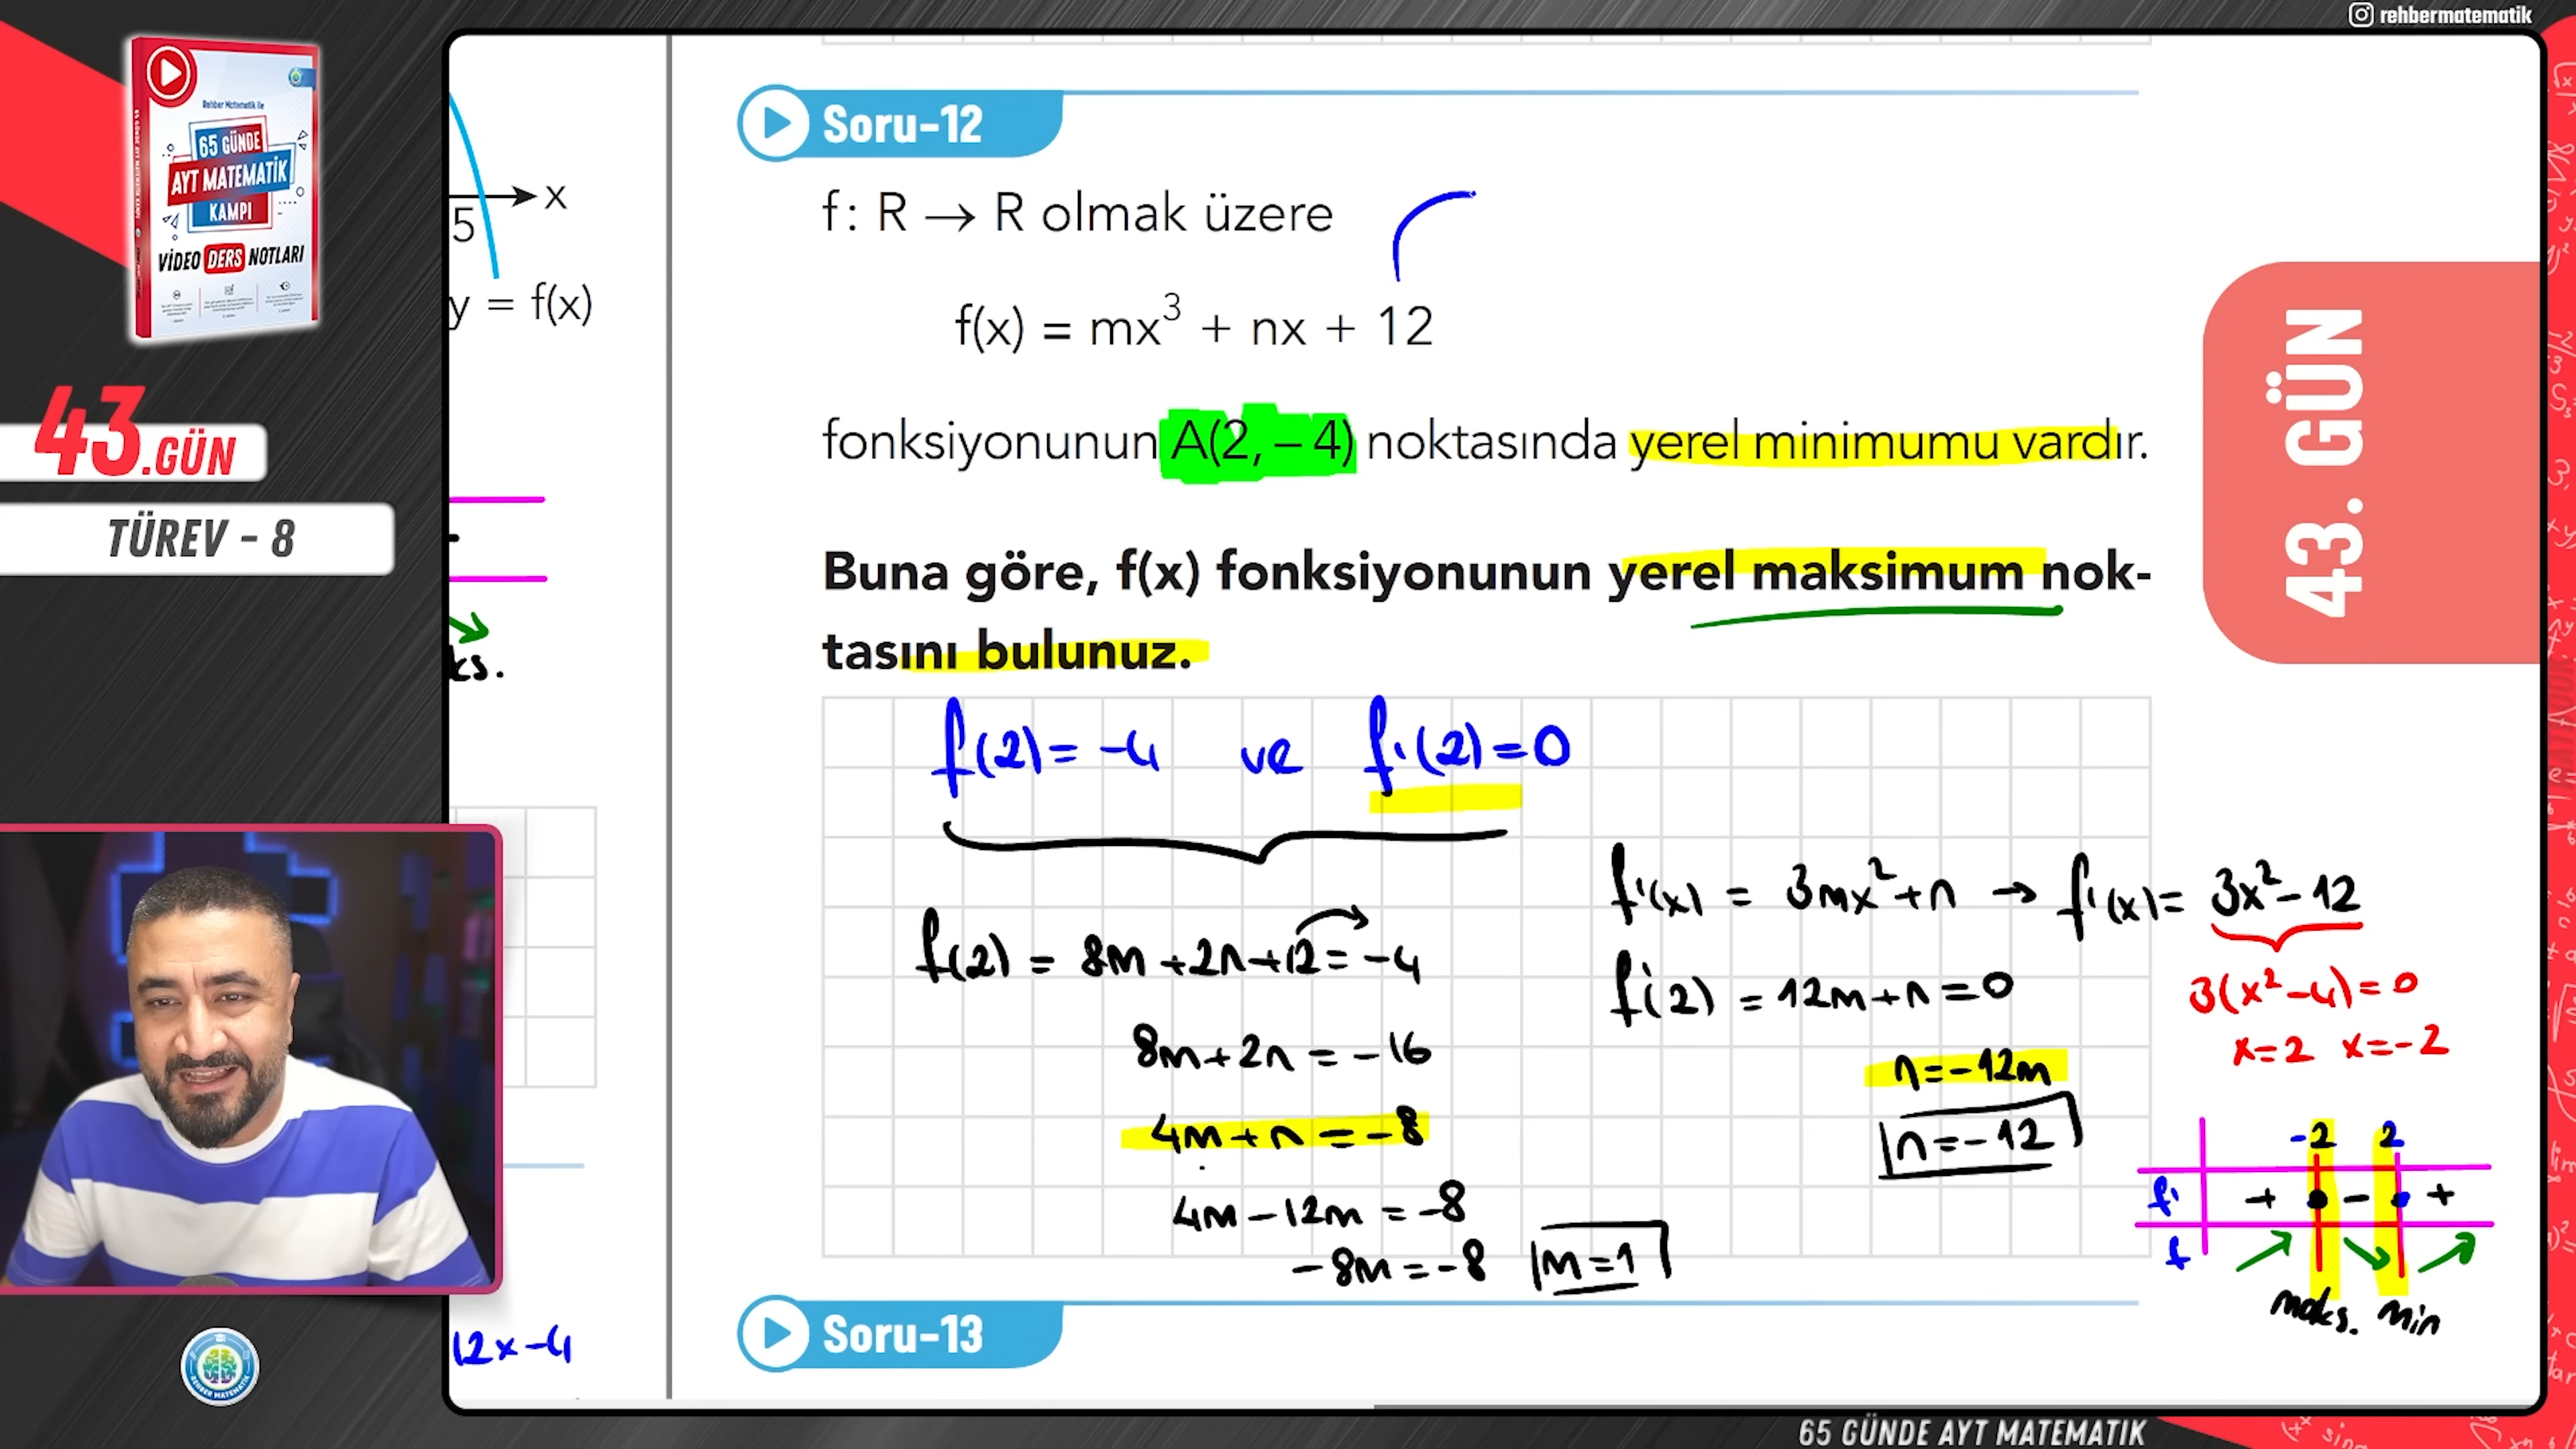 rehbermatematik
Rehber Matematik ile
65 GÜNDE
AYT MATEMATİK
KAMPI
VİDEO DERS NOTLARI
43.GÜN
TÜREV - 8
5
x
y = f(x)
ks.
12x-4
Soru-12
f: R → R olmak üzere
f(x) = mx³ + nx + 12
fonksiyonunun A(2, – 4) noktasında yerel minimumu vardır.
Buna göre, f(x) fonksiyonunun yerel maksimum nok-
tasını bulunuz.
f(2) = -4 ve f'(2) = 0
f(2) = 8m + 2n + 12 = -4
8m + 2n = -16
4m + n = -8
4m - 12m = -8
-8m = -8 m = 1
f'(x) = 3mx² + n → f'(x) = 3x² - 12
f'(2) = 12m + n = 0
n = -12m
n = -12
3(x² - 4) = 0
x = 2 x = -2
-2 2
f' + - +
f
maks. min
Soru-13
43. GÜN
65 GÜNDE AYT MATEMATİK